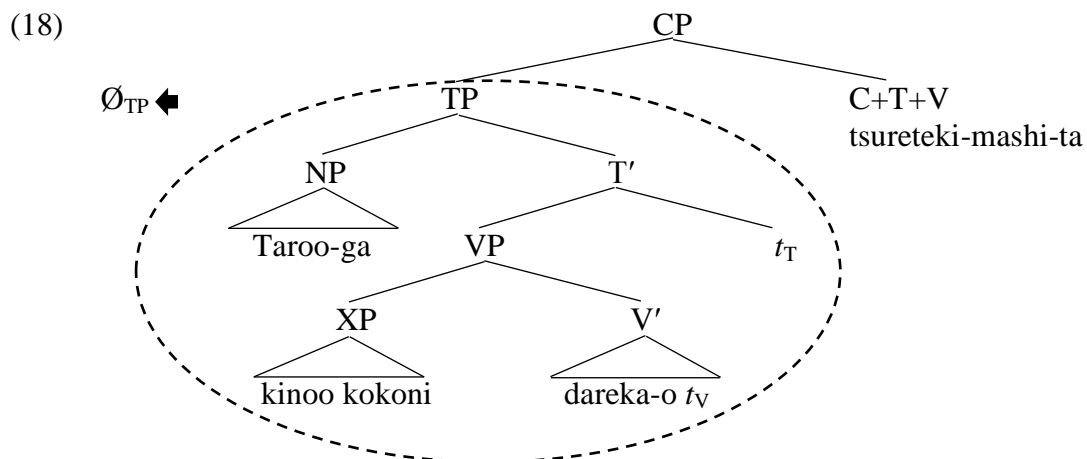 (18) CP
Ø_TP TP C+T+V
tsureteki-mashi-ta
NP T′
Taroo-ga VP t_T
XP V′
kinoo kokoni dareka-o t_V